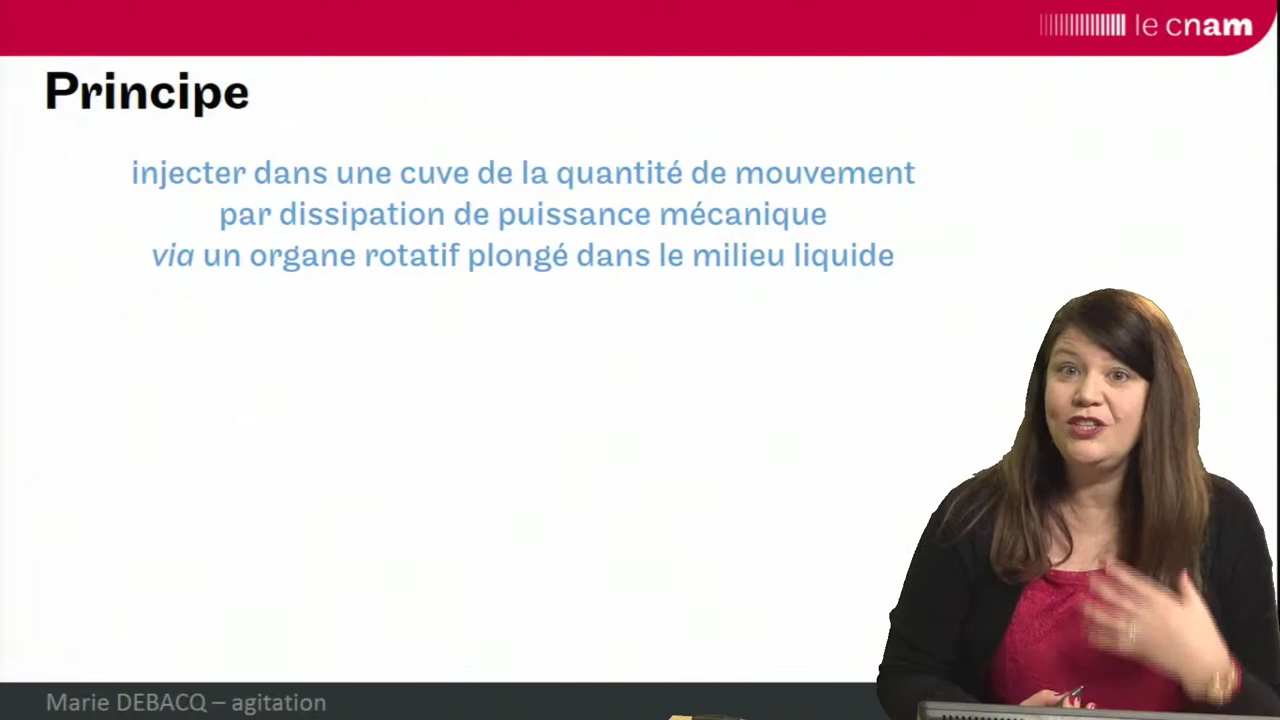 le cnam
Principe
injecter dans une cuve de la quantité de mouvement
par dissipation de puissance mécanique
via un organe rotatif plongé dans le milieu liquide
Marie DEBACQ – agitation